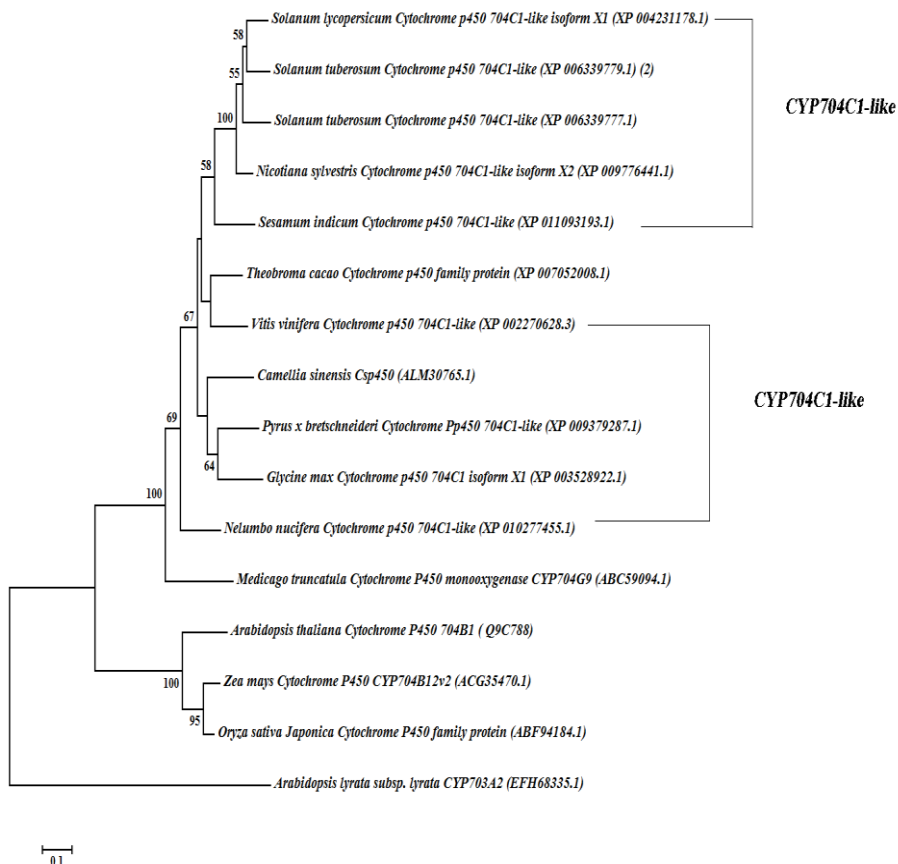 Solanum lycopersicum Cytochrome p450 704C1-like isoform X1 (XP 004231178.1)
58
Solanum tuberosum Cytochrome p450 704C1-like (XP 006339779.1) (2)
55
CYP704C1-like
Solanum tuberosum Cytochrome p450 704C1-like (XP 006339777.1)
100
Nicotiana sylvestris Cytochrome p450 704C1-like isoform X2 (XP 009776441.1)
58
Sesamum indicum Cytochrome p450 704C1-like (XP 011093193.1)
Theobroma cacao Cytochrome p450 family protein (XP 007052008.1)
67
Vitis vinifera Cytochrome p450 704C1-like (XP 002270628.3)
Camellia sinensis Csp450 (ALM30765.1)
CYP704C1-like
69
Pyrus x bretschneideri Cytochrome Pp450 704C1-like (XP 009379287.1)
64
Glycine max Cytochrome p450 704C1 isoform X1 (XP 003528922.1)
100
Nelumbo nucifera Cytochrome p450 704C1-like (XP 010277455.1)
Medicago truncatula Cytochrome P450 monooxygenase CYP704G9 (ABC59094.1)
Arabidopsis thaliana Cytochrome P450 704B1 ( Q9C788)
100
Zea mays Cytochrome P450 CYP704B12v2 (ACG35470.1)
95
Oryza sativa Japonica Cytochrome P450 family protein (ABF94184.1)
Arabidopsis lyrata subsp. lyrata CYP703A2 (EFH68335.1)
0.1